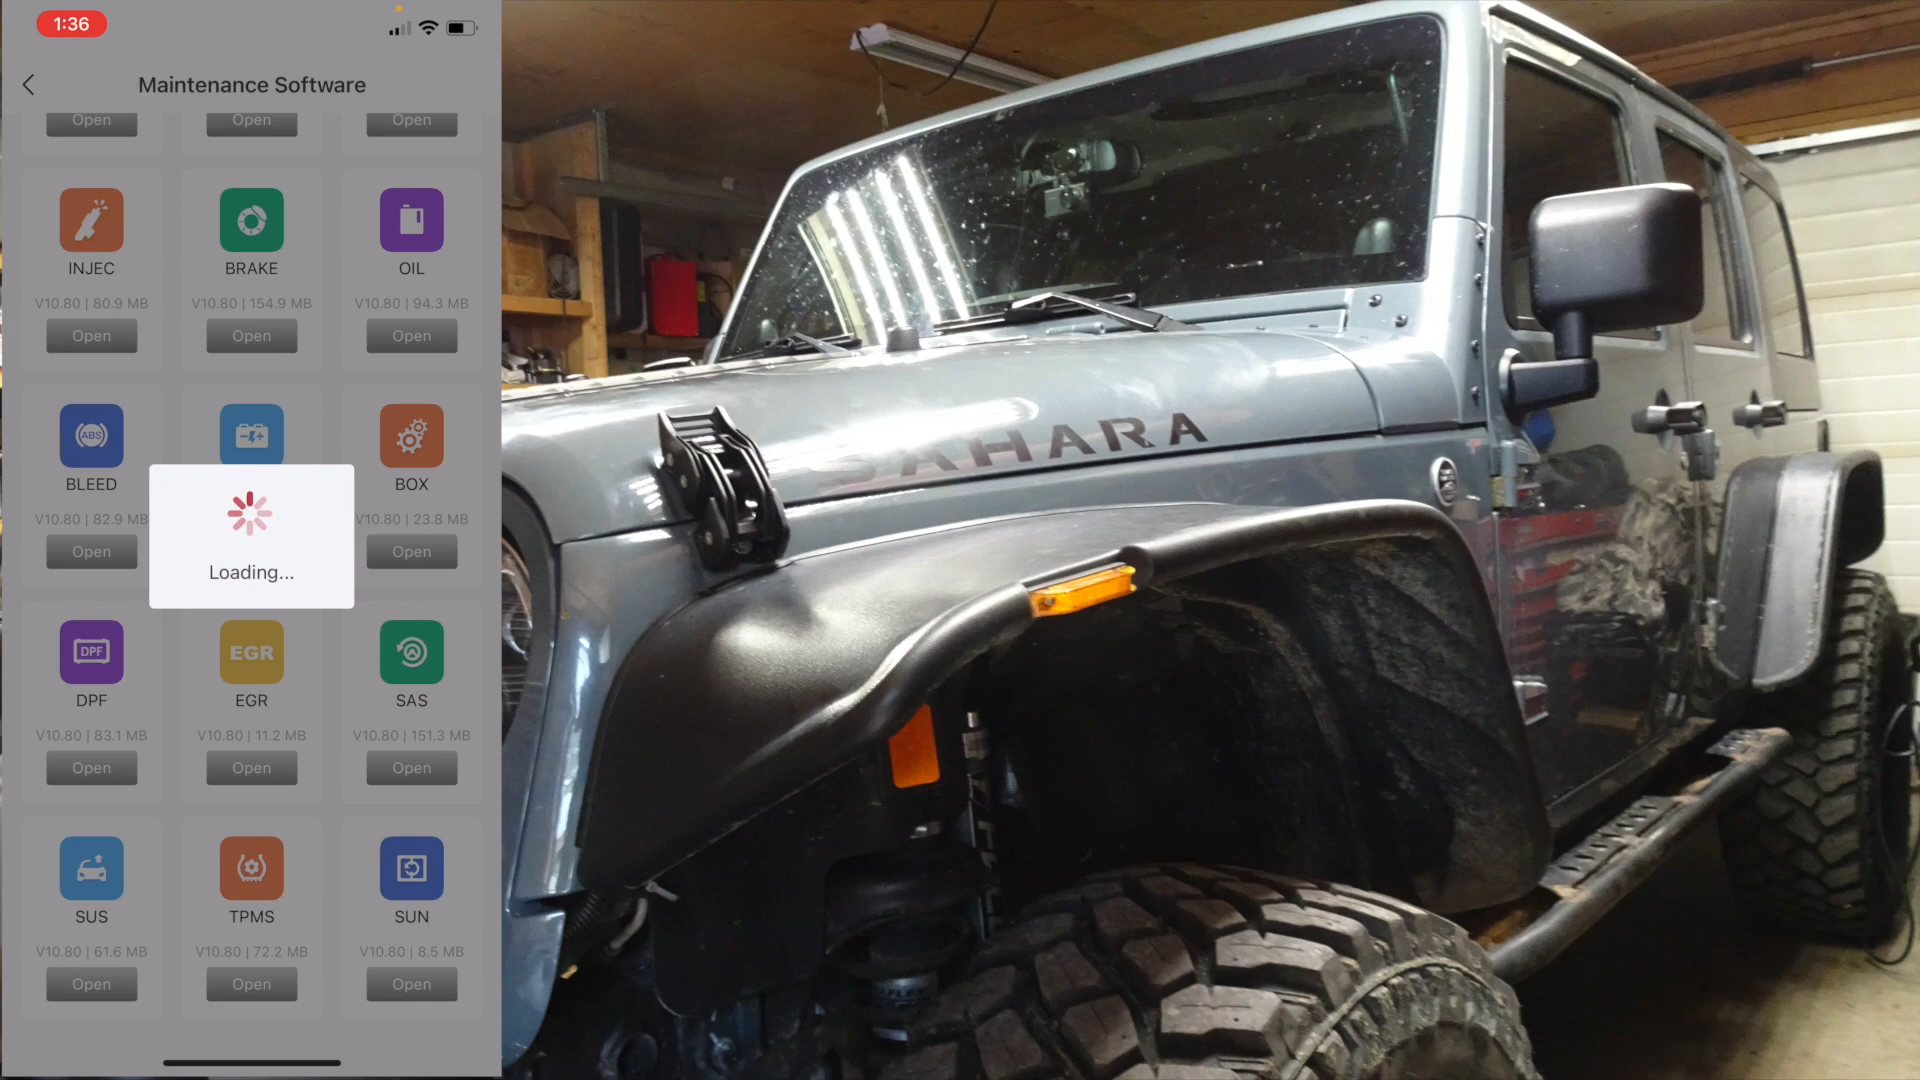 1:36
Maintenance Software
Open Open Open
INJEC BRAKE OIL
V10.80 | 80.9 MB V10.80 | 154.9 MB V10.80 | 94.3 MB
Open Open Open
ABS
BLEED BOX
V10.80 | 82.9 MB V10.80 | 23.8 MB
Open Open
Loading...
DPF EGR
DPF EGR SAS
V10.80 | 83.1 MB V10.80 | 11.2 MB V10.80 | 151.3 MB
Open Open Open
SUS TPMS SUN
V10.80 | 61.6 MB V10.80 | 72.2 MB V10.80 | 8.5 MB
Open Open Open
SAHARA